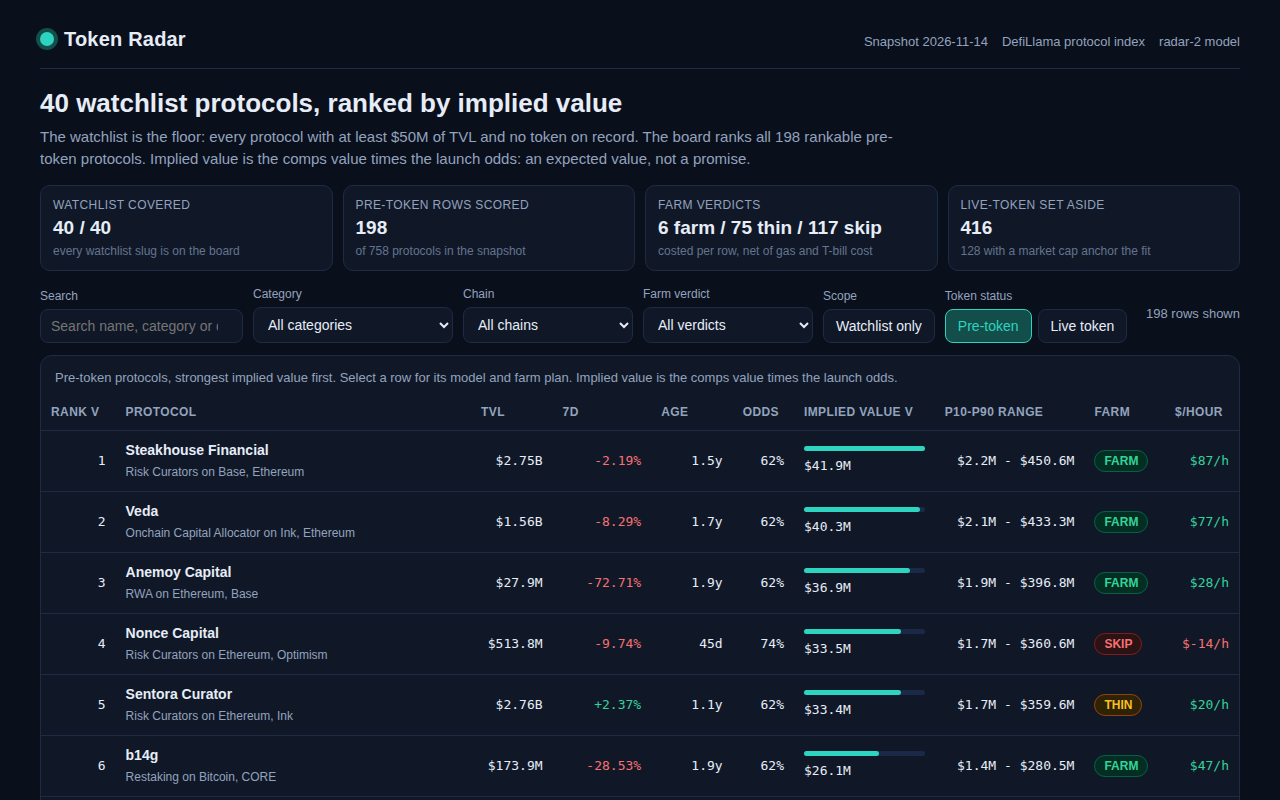 Token Radar
Snapshot 2026-11-14 DefiLlama protocol index radar-2 model
40 watchlist protocols, ranked by implied value
The watchlist is the floor: every protocol with at least $50M of TVL and no token on record. The board ranks all 198 rankable pre-
token protocols. Implied value is the comps value times the launch odds: an expected value, not a promise.
WATCHLIST COVERED
40 / 40
every watchlist slug is on the board
PRE-TOKEN ROWS SCORED
198
of 758 protocols in the snapshot
FARM VERDICTS
6 farm / 75 thin / 117 skip
costed per row, net of gas and T-bill cost
LIVE-TOKEN SET ASIDE
416
128 with a market cap anchor the fit
Search
Search name, category or
Category
All categories
Chain
All chains
Farm verdict
All verdicts
Scope
Watchlist only
Token status
Pre-token Live token
198 rows shown
Pre-token protocols, strongest implied value first. Select a row for its model and farm plan. Implied value is the comps value times the launch odds.
RANK V PROTOCOL TVL 7D AGE ODDS IMPLIED VALUE V P10-P90 RANGE FARM $/HOUR
1 Steakhouse Financial $2.75B -2.19% 1.5y 62% $41.9M $2.2M - $450.6M FARM $87/h
Risk Curators on Base, Ethereum
2 Veda $1.56B -8.29% 1.7y 62% $40.3M $2.1M - $433.3M FARM $77/h
Onchain Capital Allocator on Ink, Ethereum
3 Anemoy Capital $27.9M -72.71% 1.9y 62% $36.9M $1.9M - $396.8M FARM $28/h
RWA on Ethereum, Base
4 Nonce Capital $513.8M -9.74% 45d 74% $33.5M $1.7M - $360.6M SKIP $-14/h
Risk Curators on Ethereum, Optimism
5 Sentora Curator $2.76B +2.37% 1.1y 62% $33.4M $1.7M - $359.6M THIN $20/h
Risk Curators on Ethereum, Ink
6 b14g $173.9M -28.53% 1.9y 62% $26.1M $1.4M - $280.5M FARM $47/h
Restaking on Bitcoin, CORE